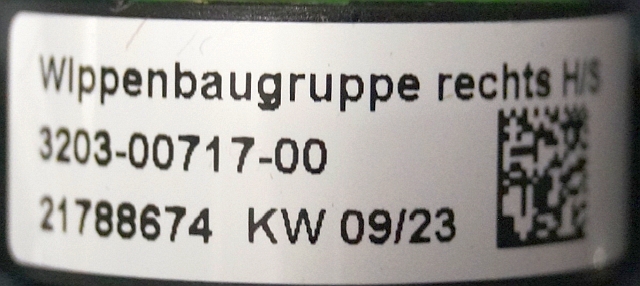 WIppenbaugruppe rechts H/S
3203-00717-00
21788674 KW 09/23